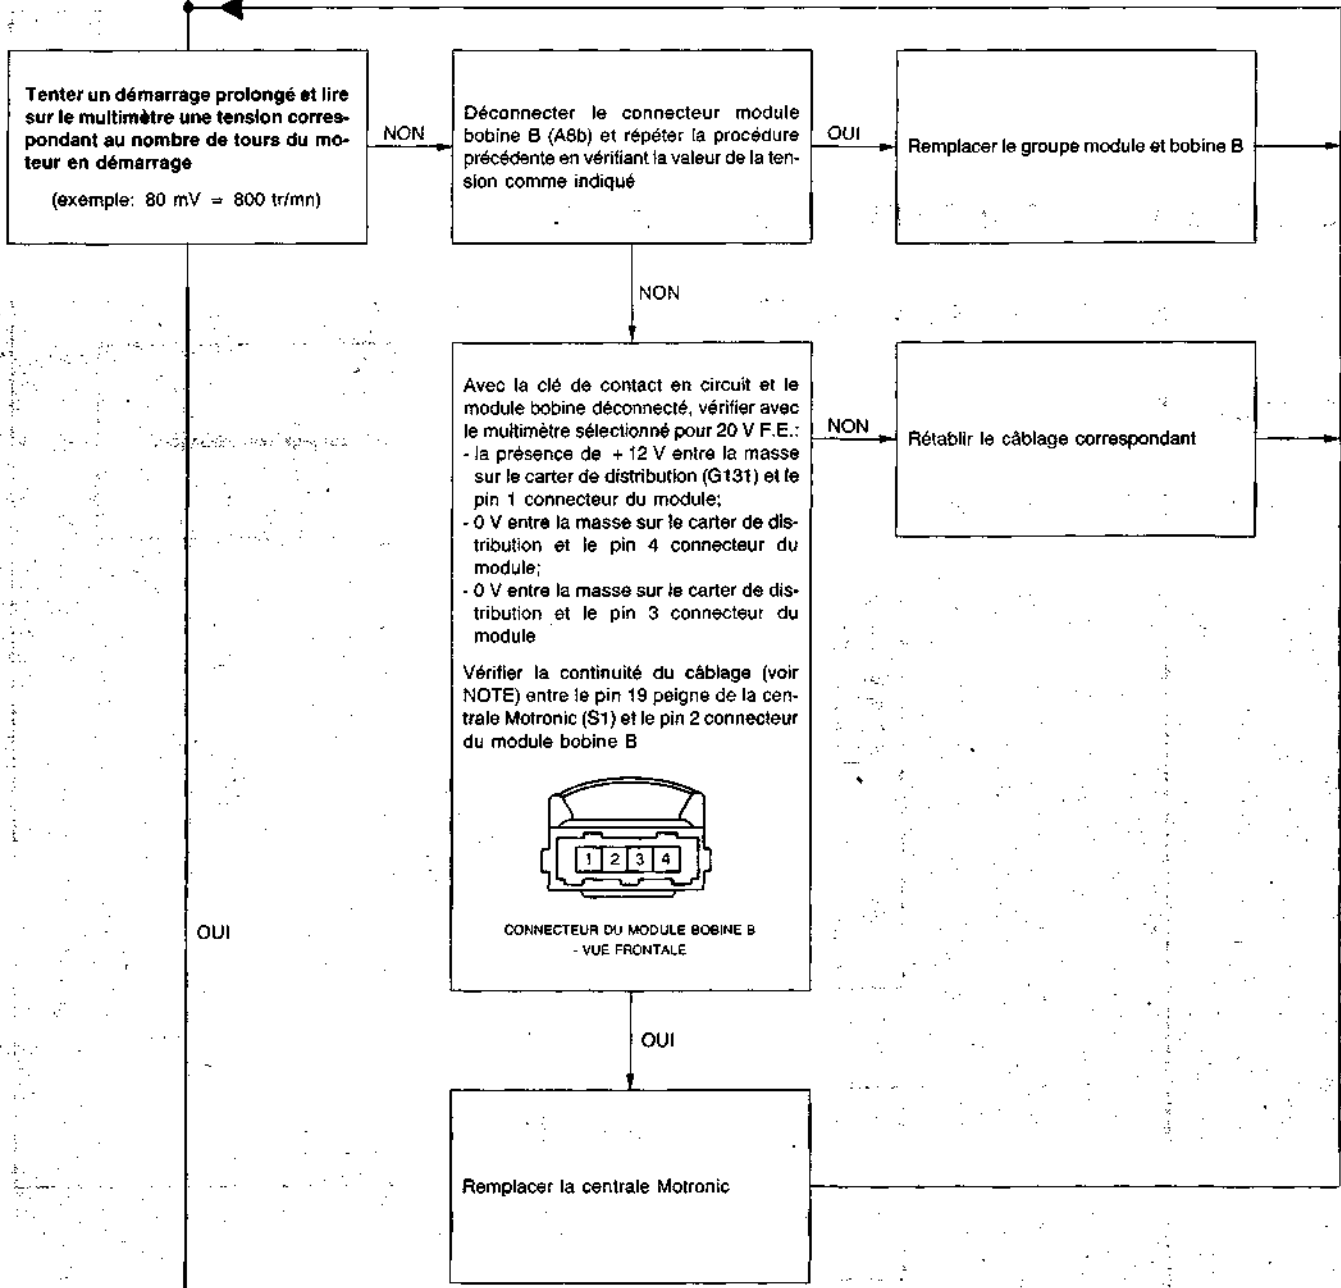 Tenter un démarrage prolongé et lire
sur le multimètre une tension corres-
pondant au nombre de tours du mo-
teur en démarrage
(exemple: 80 mV = 800 tr/mn)
NON
Déconnecter le connecteur module
bobine B (A8b) et répéter la procédure
précédente en vérifiant la valeur de la ten-
sion comme indiqué
OUI
Remplacer le groupe module et bobine B
NON
Avec la clé de contact en circuit et le
module bobine déconnecté, vérifier avec
le multimètre sélectionné pour 20 V F.E.:
- la présence de + 12 V entre la masse
sur le carter de distribution (G131) et le
pin 1 connecteur du module;
- 0 V entre la masse sur le carter de dis-
tribution et le pin 4 connecteur du
module;
- 0 V entre la masse sur le carter de dis-
tribution et le pin 3 connecteur du
module
Vérifier la continuité du câblage (voir
NOTE) entre le pin 19 peigne de la cen-
trale Motronic (S1) et le pin 2 connecteur
du module bobine B
1 2 3 4
CONNECTEUR DU MODULE BOBINE B
- VUE FRONTALE
NON
Rétablir le câblage correspondant
OUI
OUI
Remplacer la centrale Motronic